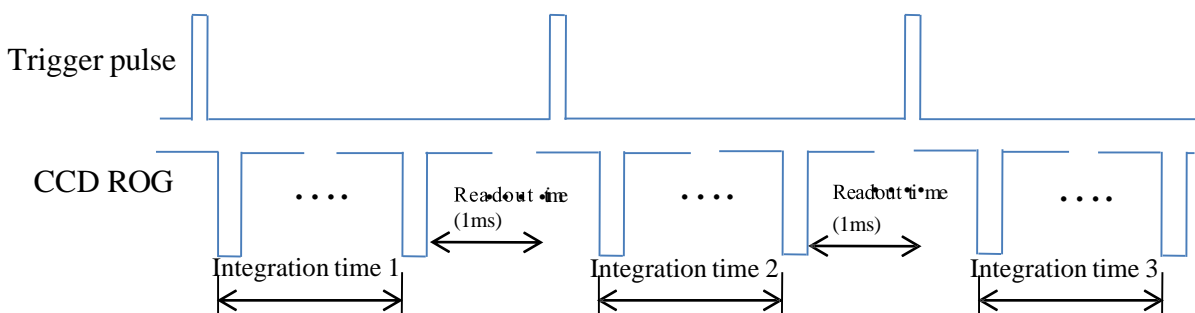 Trigger pulse
CCD ROG
Readout time
(1ms)
Readout time
(1ms)
Integration time 1
Integration time 2
Integration time 3